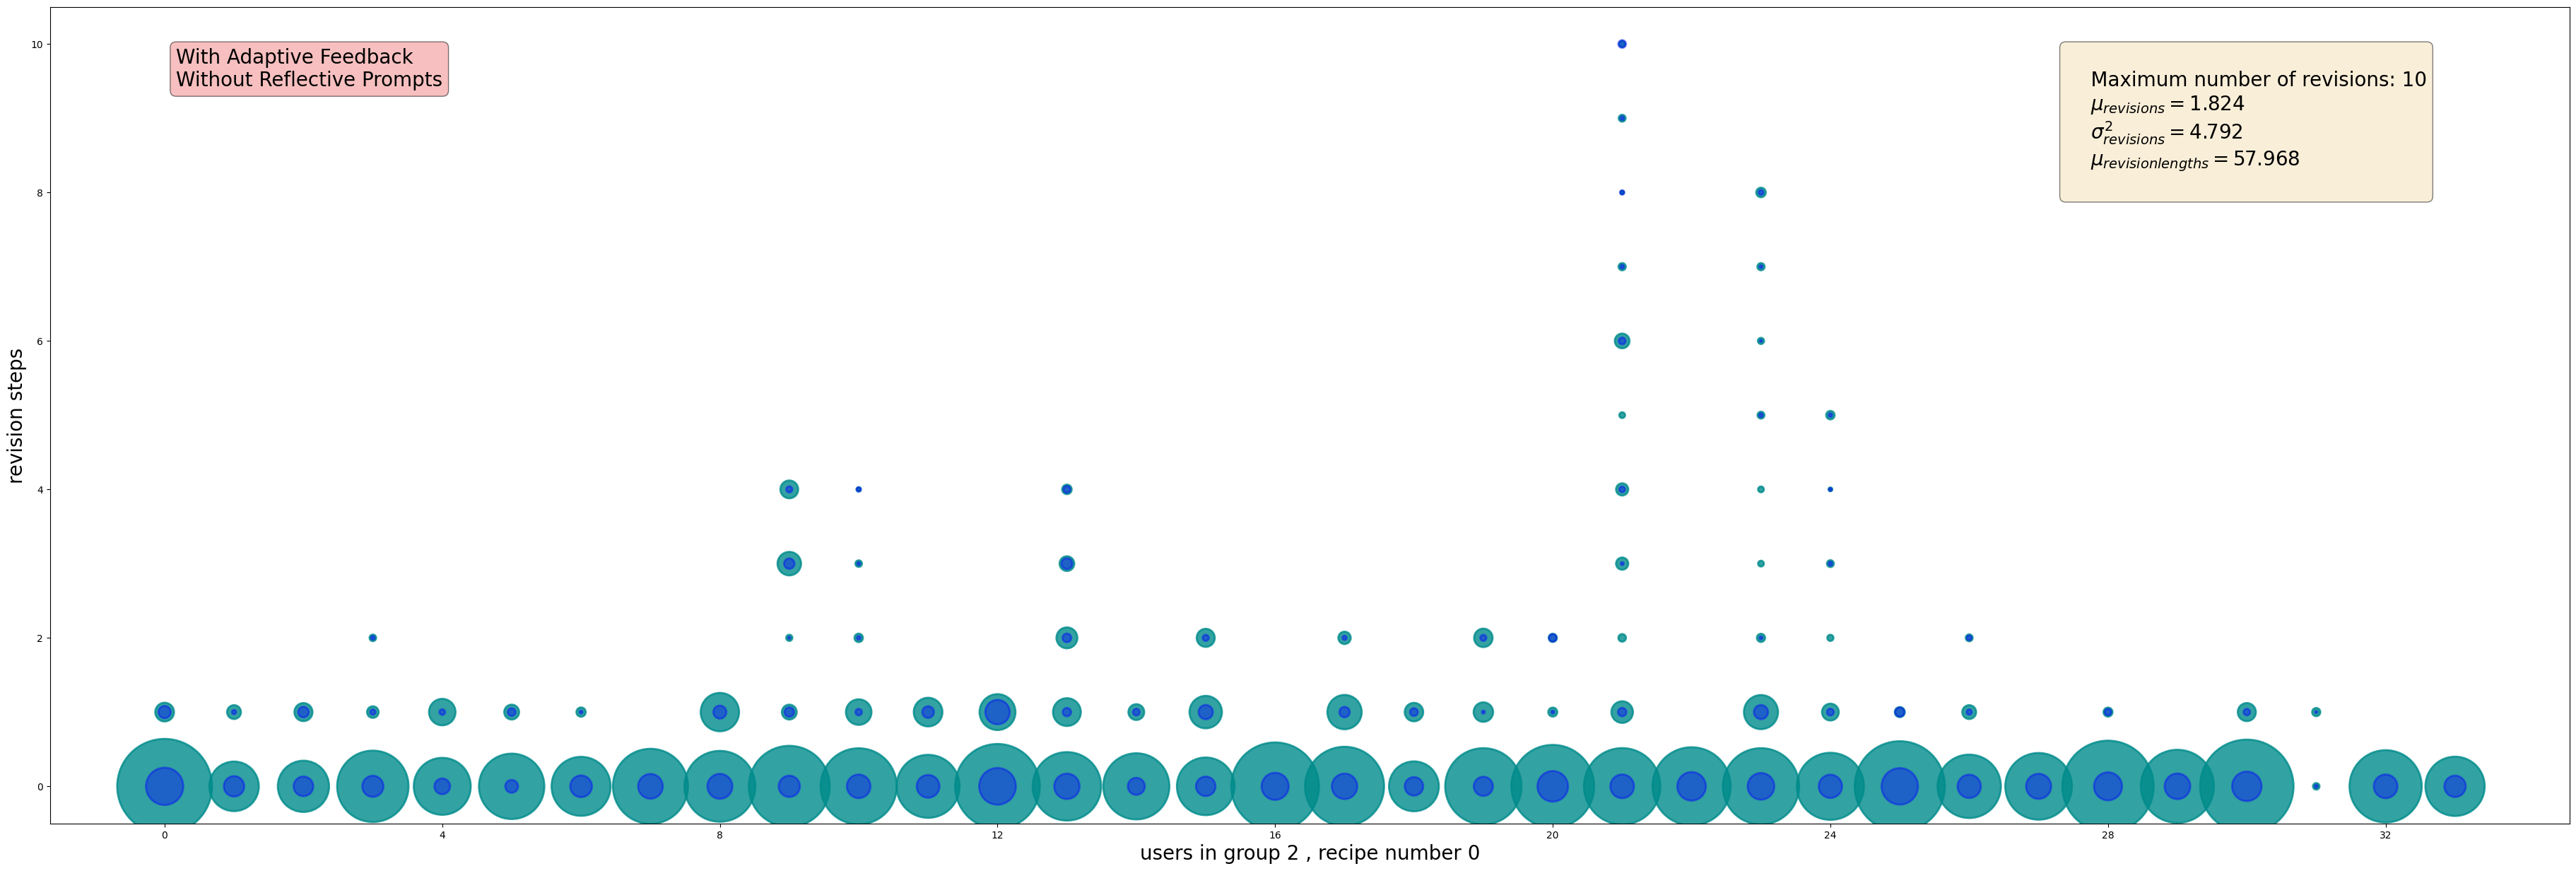 With Adaptive Feedback
Without Reflective Prompts
Maximum number of revisions: 10
μrevisions = 1.824
σ²revisions = 4.792
μrevisionlengths = 57.968
revision steps
10
8
6
4
2
0
0 4 8 12 16 20 24 28 32
users in group 2 , recipe number 0